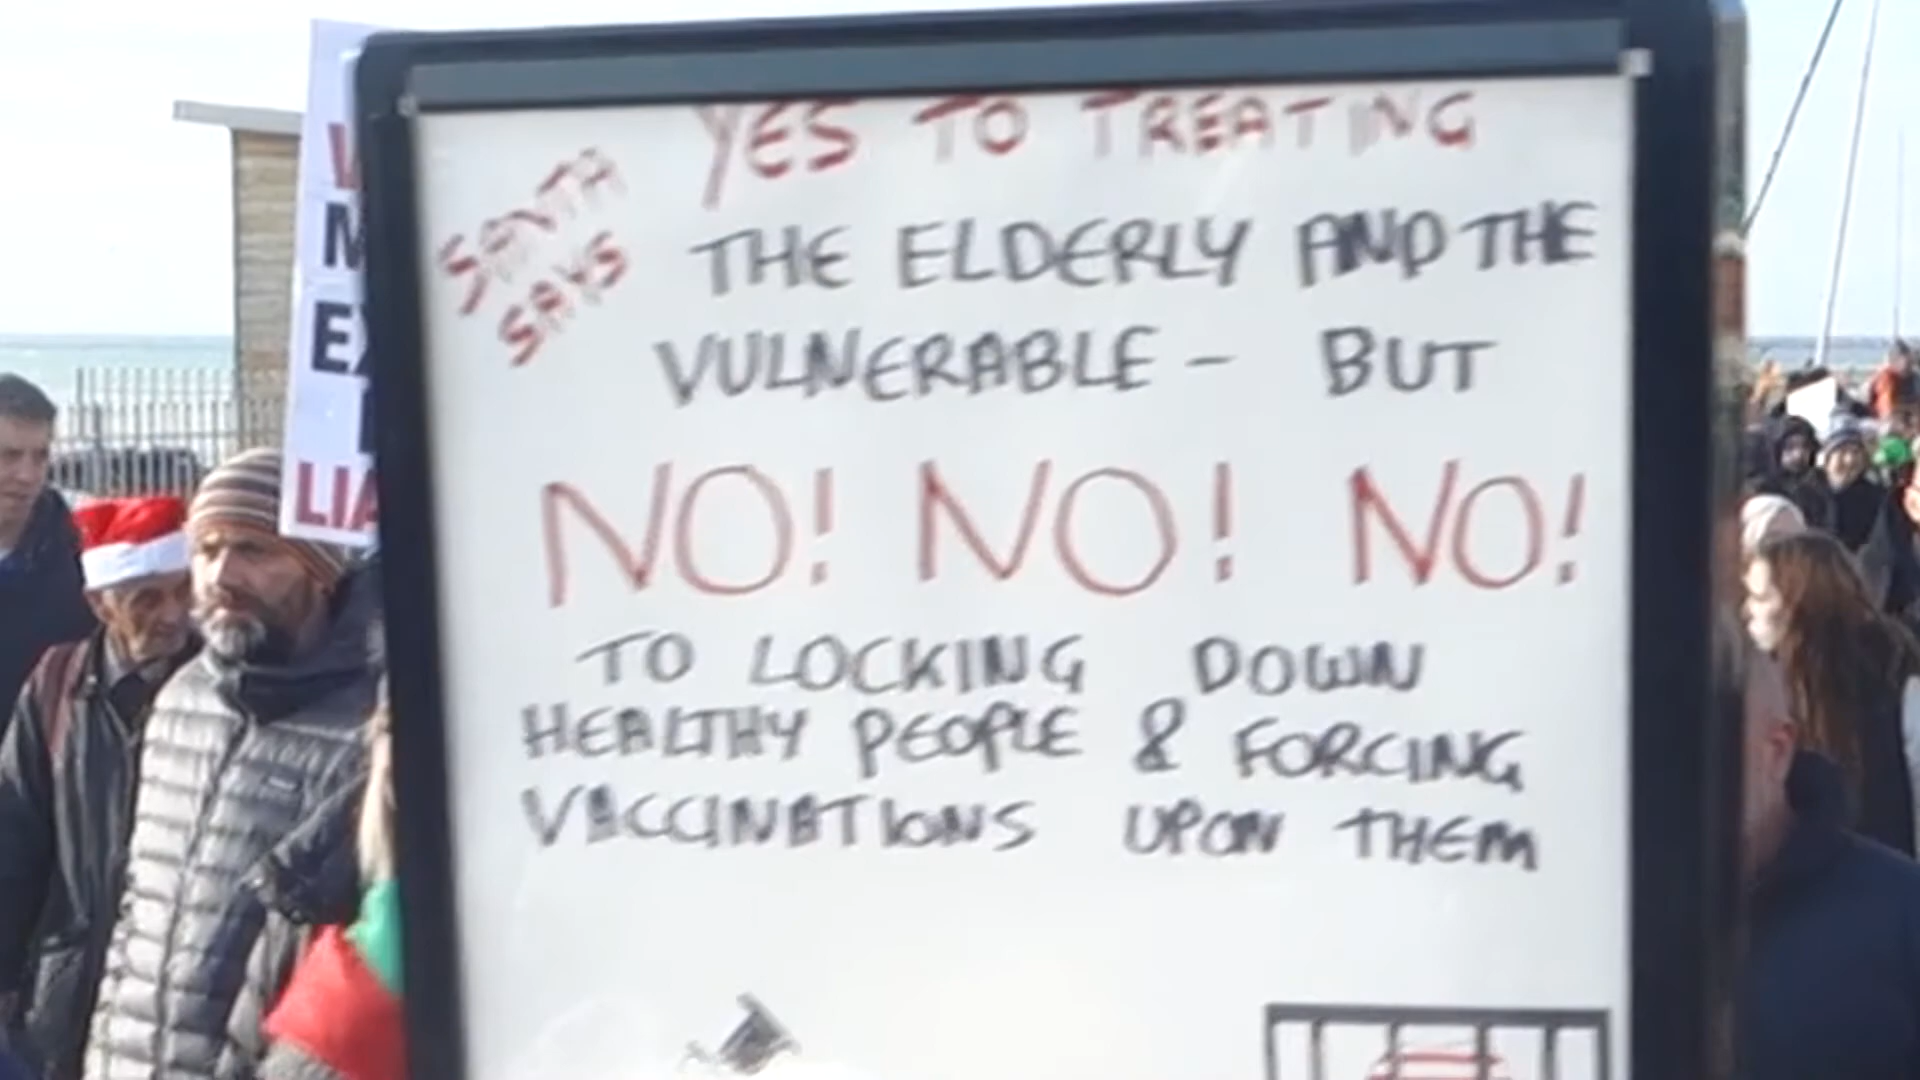 SANTA
SAYS
YES TO TREATING
THE ELDERLY AND THE
VULNERABLE - BUT
NO! NO! NO!
TO LOCKING DOWN
HEALTHY PEOPLE & FORCING
VACCINATIONS UPON THEM